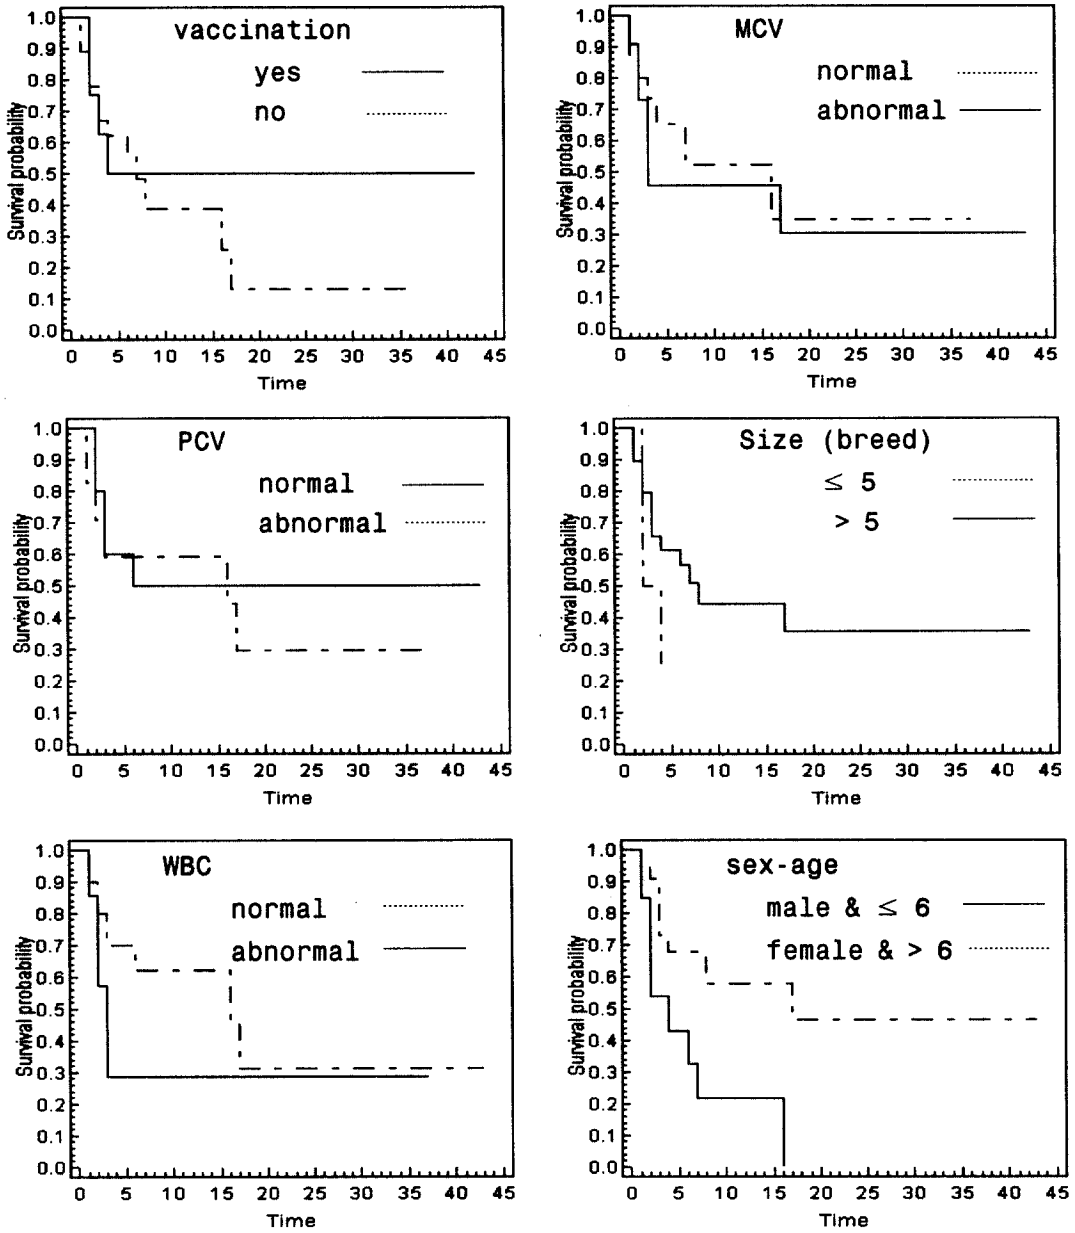 vaccination
yes
no
Survival probability
1.0
0.9
0.8
0.7
0.6
0.5
0.4
0.3
0.2
0.1
0.0
0 5 10 15 20 25 30 35 40 45
Time
MCV
normal
abnormal
Survival probability
1.0
0.9
0.8
0.7
0.6
0.5
0.4
0.3
0.2
0.1
0.0
0 5 10 15 20 25 30 35 40 45
Time
PCV
normal
abnormal
Survival probability
1.0
0.9
0.8
0.7
0.6
0.5
0.4
0.3
0.2
0.1
0.0
0 5 10 15 20 25 30 35 40 45
Time
Size (breed)
≤ 5
> 5
Survival probability
1.0
0.9
0.8
0.7
0.6
0.5
0.4
0.3
0.2
0.1
0.0
0 5 10 15 20 25 30 35 40 45
Time
WBC
normal
abnormal
Survival probability
1.0
0.9
0.8
0.7
0.6
0.5
0.4
0.3
0.2
0.1
0.0
0 5 10 15 20 25 30 35 40 45
Time
sex-age
male & ≤ 6
female & > 6
Survival probability
1.0
0.9
0.8
0.7
0.6
0.5
0.4
0.3
0.2
0.1
0.0
0 5 10 15 20 25 30 35 40 45
Time